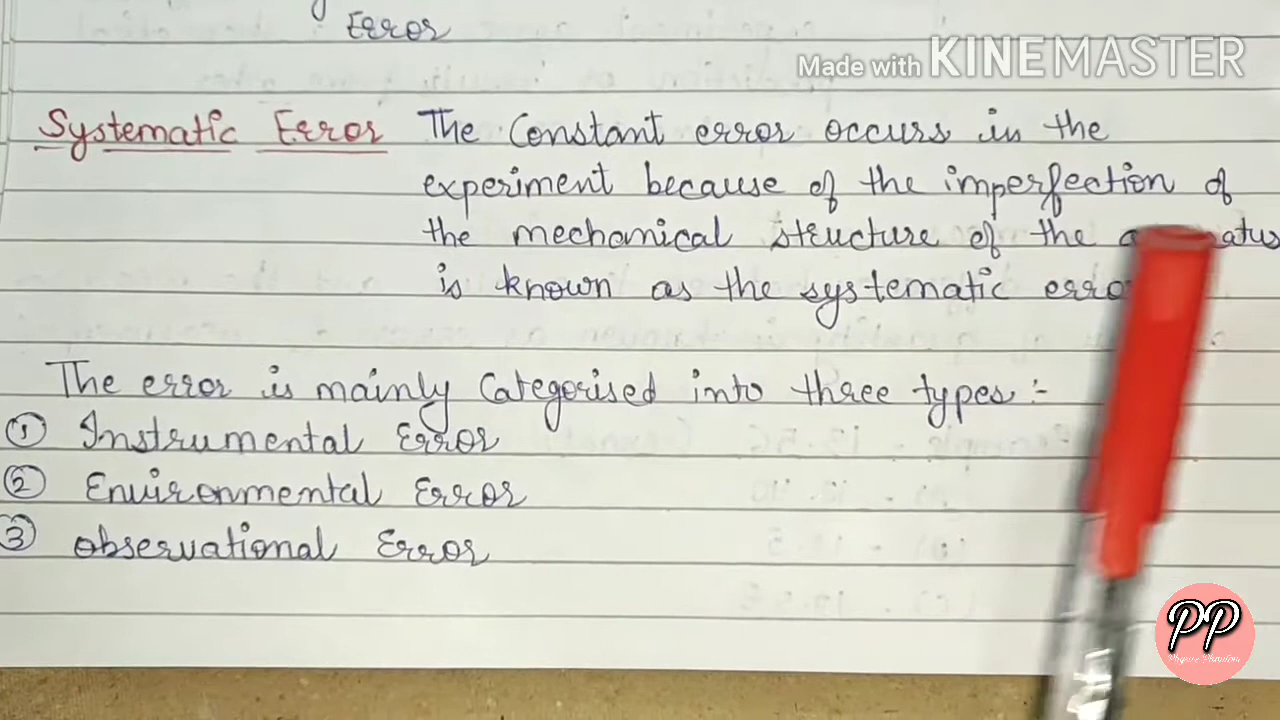 Error
Made with KINEMASTER
Systematic Error The Constant error occurs in the
experiment because of the imperfection of
the mechanical structure of the
is known as the systematic
The error is mainly Categorised into three types :-
① Instrumental Error
② Environmental Error
③ Observational Error
PP